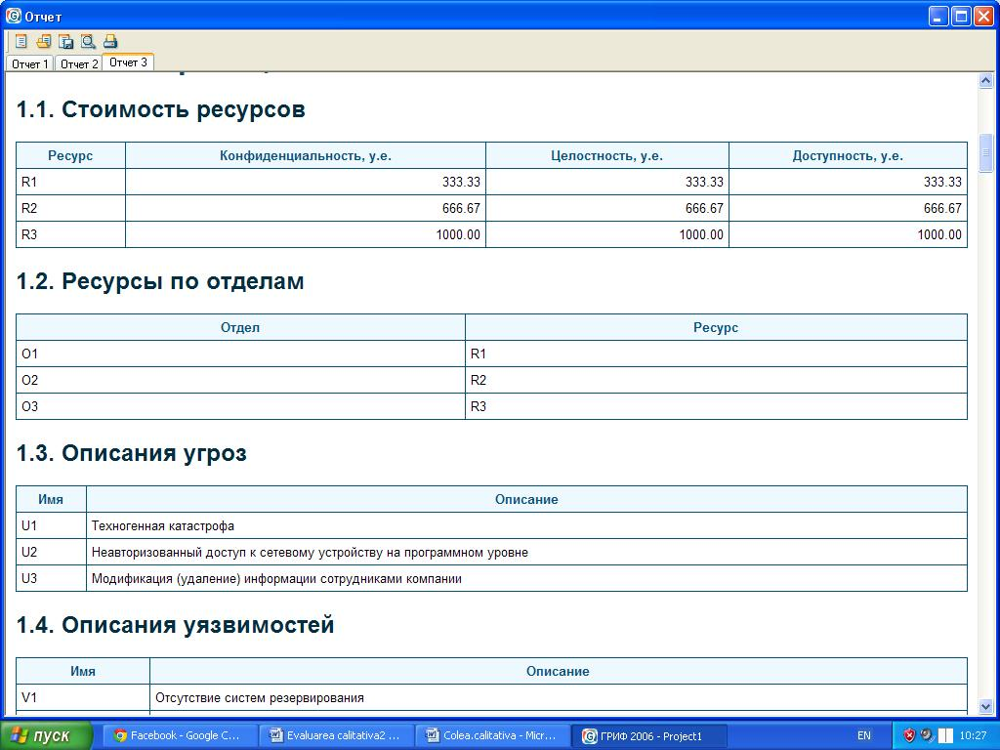 Отчет
Отчет 1 Отчет 2 Отчет 3
1.1. Стоимость ресурсов
Ресурс Конфиденциальность, у.е. Целостность, у.е. Доступность, у.е.
R1 333.33 333.33 333.33
R2 666.67 666.67 666.67
R3 1000.00 1000.00 1000.00
1.2. Ресурсы по отделам
Отдел Ресурс
O1 R1
O2 R2
O3 R3
1.3. Описания угроз
Имя Описание
U1 Техногенная катастрофа
U2 Неавторизованный доступ к сетевому устройству на программном уровне
U3 Модификация (удаление) информации сотрудниками компании
1.4. Описания уязвимостей
Имя Описание
V1 Отсутствие систем резервирования
пуск Facebook - Google C... Evaluarea calitativa2 ... Colea.calitativa - Micr... ГРИФ 2006 - Project1 EN 10:27